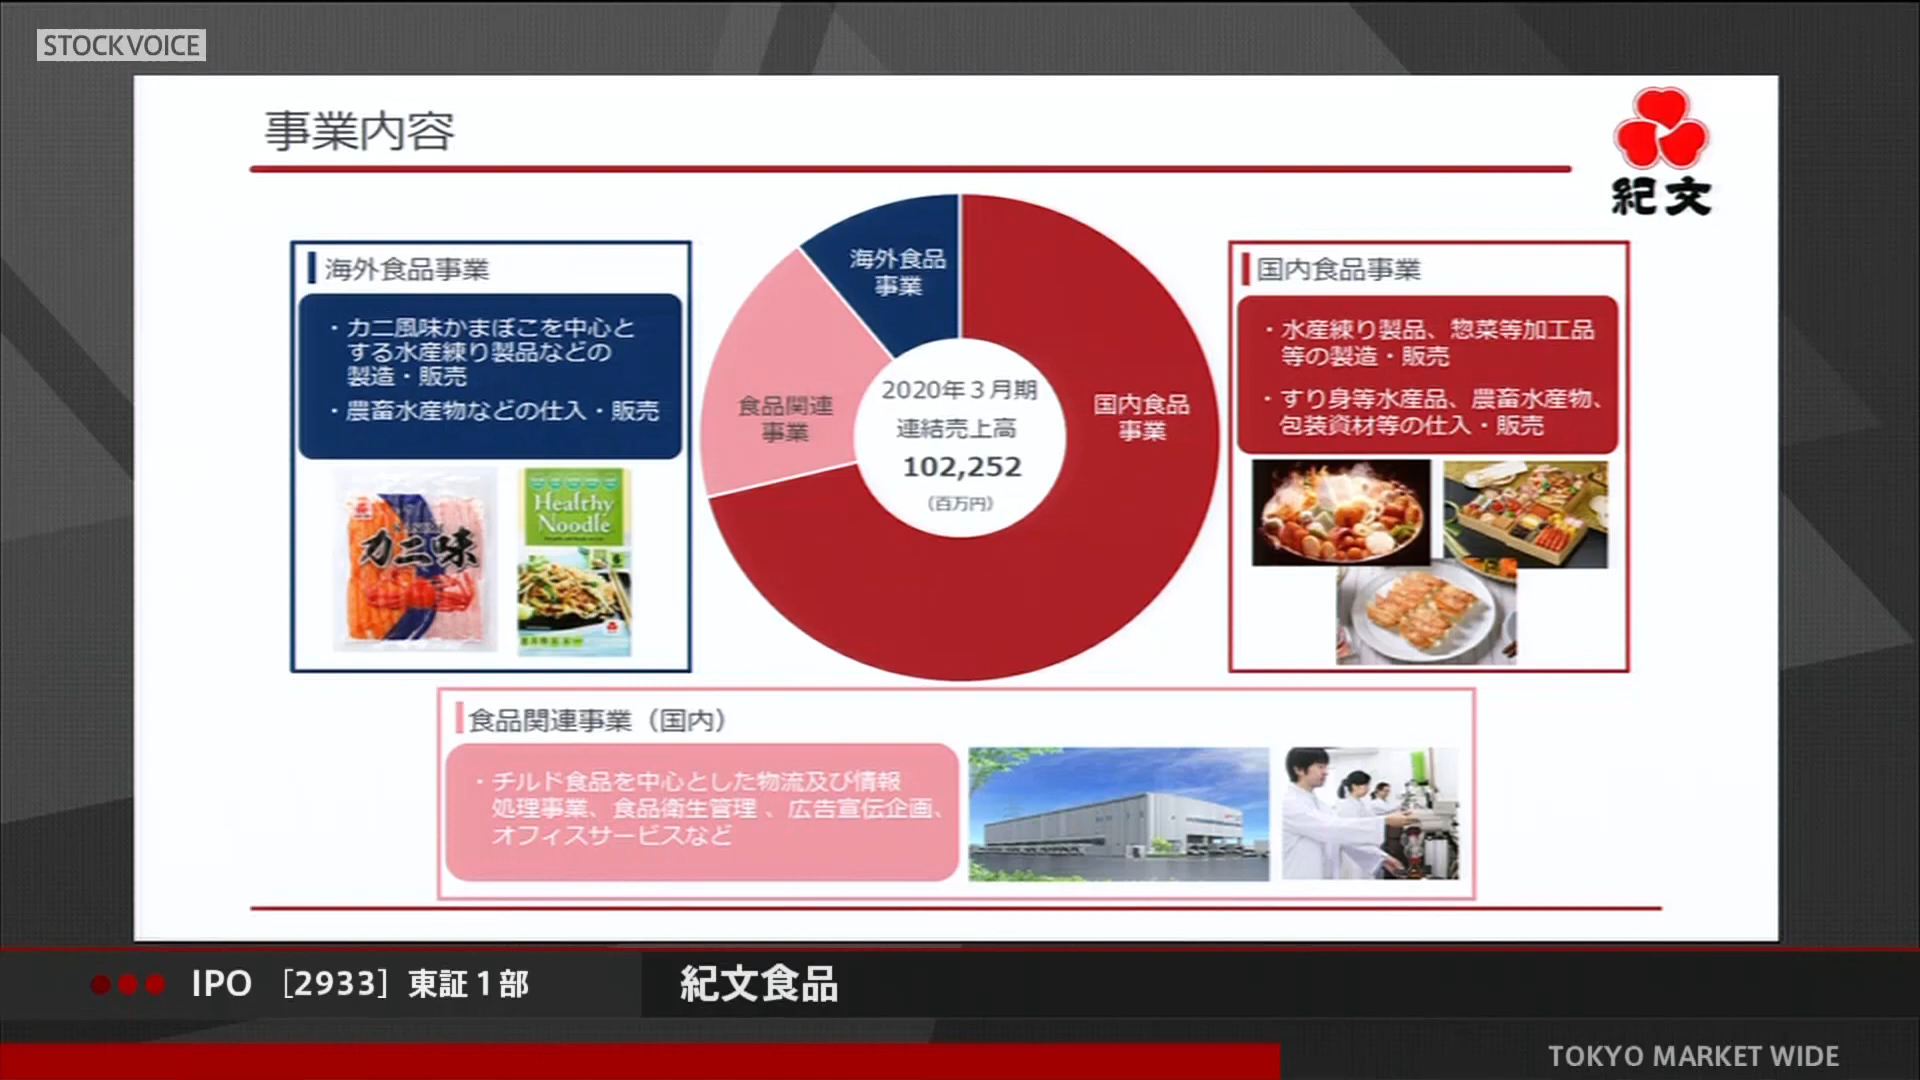 STOCKVOICE
事業内容
紀文
海外食品事業
・カニ風味かまぼこを中心と
する水産練り製品などの
製造・販売
・農畜水産物などの仕入・販売
カニ味
Healthy
Noodle
海外食品
事業
食品関連
事業
国内食品
事業
2020年3月期
連結売上高
102,252
(百万円)
国内食品事業
・水産練り製品、惣菜等加工品
等の製造・販売
・すり身等水産品、農畜水産物、
包装資材等の仕入・販売
食品関連事業(国内)
・チルド食品を中心とした物流及び情報
処理事業、食品衛生管理 、広告宣伝企画、
オフィスサービスなど
IPO [2933] 東証1部
紀文食品
TOKYO MARKET WIDE